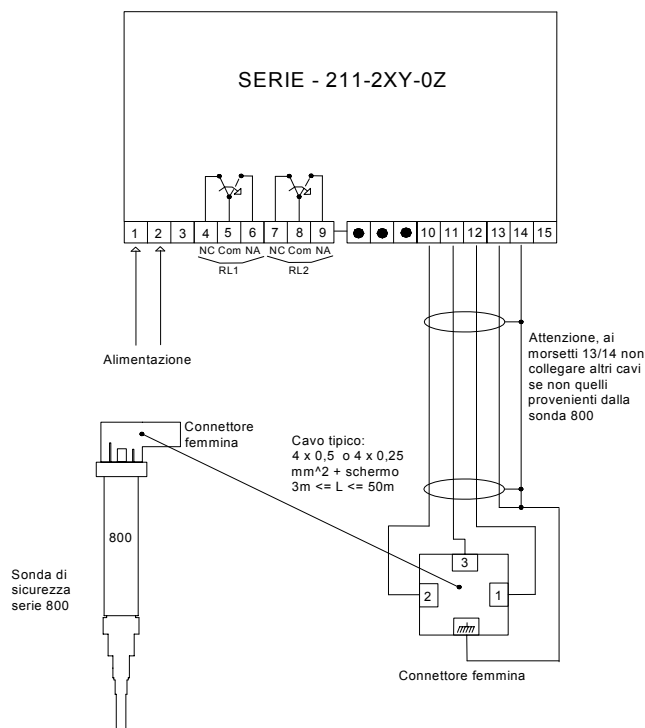 SERIE - 211-2XY-0Z
1 2 3 4 5 6 7 8 9 10 11 12 13 14 15
NC Com NA NC Com NA
RL1 RL2
Alimentazione
Attenzione, ai
morsetti 13/14 non
collegare altri cavi
se non quelli
provenienti dalla
sonda 800
Connettore
femmina
Cavo tipico:
4 x 0,5 o 4 x 0,25
mm^2 + schermo
3m <= L <= 50m
800
Sonda di
sicurezza
serie 800
3
2 1
Connettore femmina